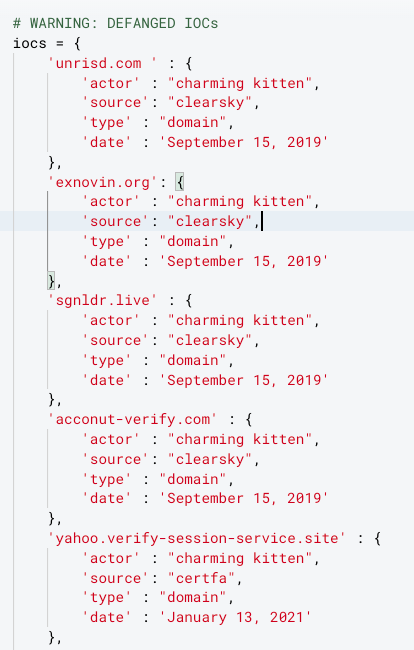 # WARNING: DEFANGED IOCs
iocs = {
'unrisd.com ' : {
'actor' : "charming kitten",
'source': "clearsky",
'type' : "domain",
'date' : 'September 15, 2019'
},
'exnovin.org': {
'actor' : "charming kitten",
'source': "clearsky",
'type' : "domain",
'date' : 'September 15, 2019'
},
'sgnldr.live' : {
'actor' : "charming kitten",
'source': "clearsky",
'type' : "domain",
'date' : 'September 15, 2019'
},
'acconut-verify.com' : {
'actor' : "charming kitten",
'source': "clearsky",
'type' : "domain",
'date' : 'September 15, 2019'
},
'yahoo.verify-session-service.site' : {
'actor' : "charming kitten",
'source': "certfa",
'type' : "domain",
'date' : 'January 13, 2021'
},